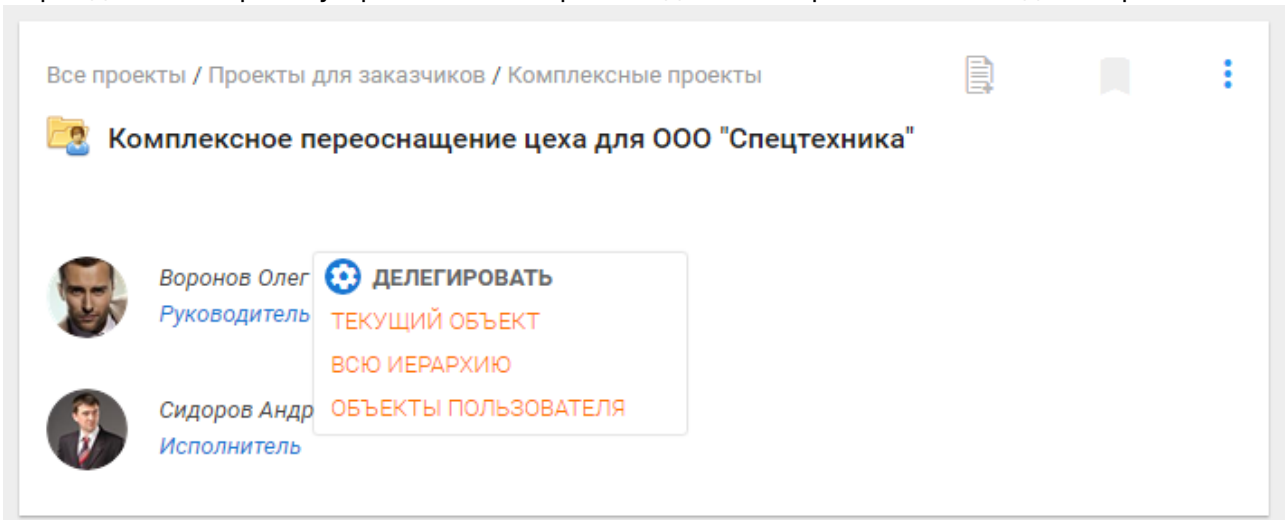 Все проекты / Проекты для заказчиков / Комплексные проекты
Комплексное переоснащение цеха для ООО "Спецтехника"
Воронов Олег
Руководитель
ДЕЛЕГИРОВАТЬ
ТЕКУЩИЙ ОБЪЕКТ
ВСЮ ИЕРАРХИЮ
ОБЪЕКТЫ ПОЛЬЗОВАТЕЛЯ
Сидоров Андр
Исполнитель